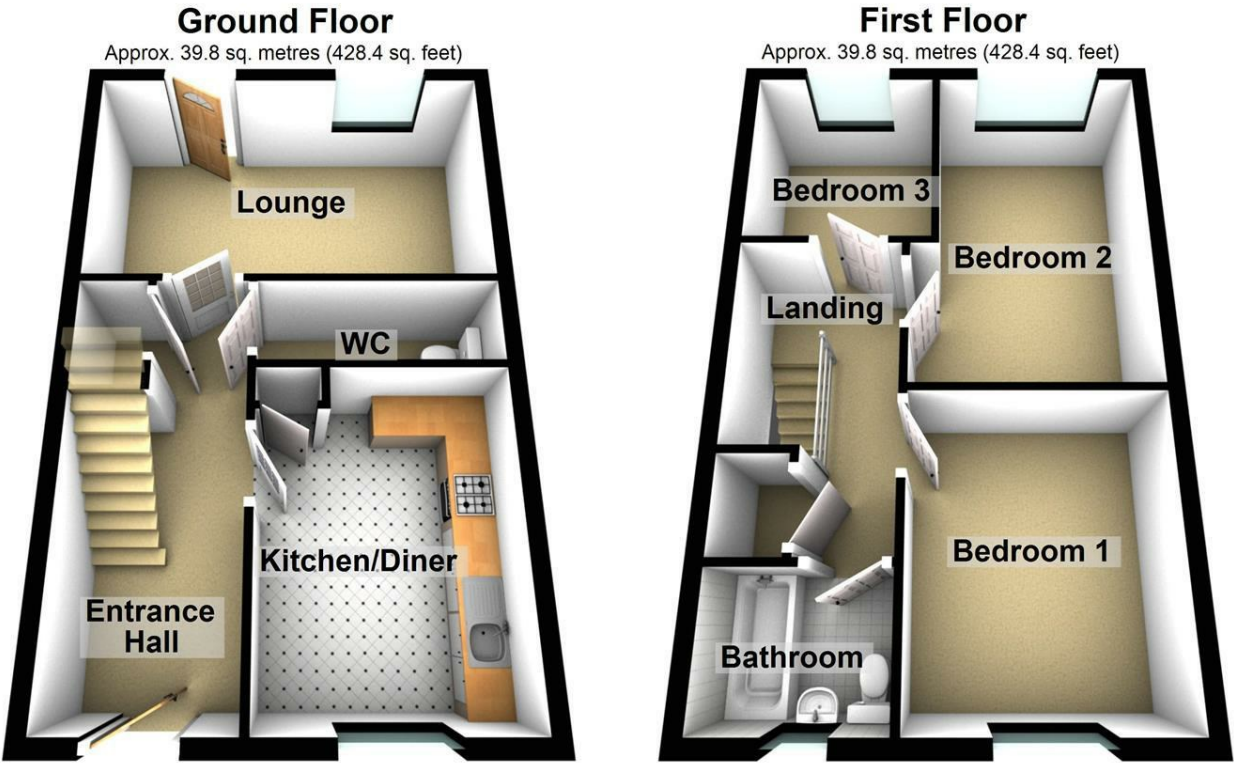 Ground Floor
Approx. 39.8 sq. metres (428.4 sq. feet)
Lounge
WC
Kitchen/Diner
Entrance
Hall
First Floor
Approx. 39.8 sq. metres (428.4 sq. feet)
Bedroom 3
Bedroom 2
Landing
Bedroom 1
Bathroom